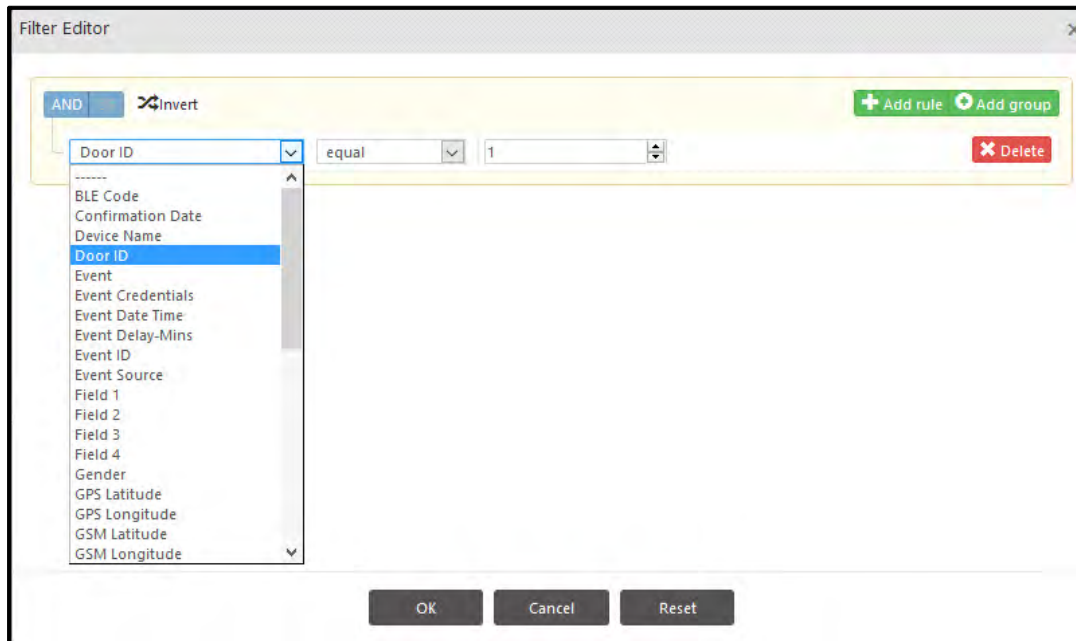 Filter Editor
AND Invert Add rule Add group
Door ID equal 1 Delete
------
BLE Code
Confirmation Date
Device Name
Door ID
Event
Event Credentials
Event Date Time
Event Delay-Mins
Event ID
Event Source
Field 1
Field 2
Field 3
Field 4
Gender
GPS Latitude
GPS Longitude
GSM Latitude
GSM Longitude
OK Cancel Reset